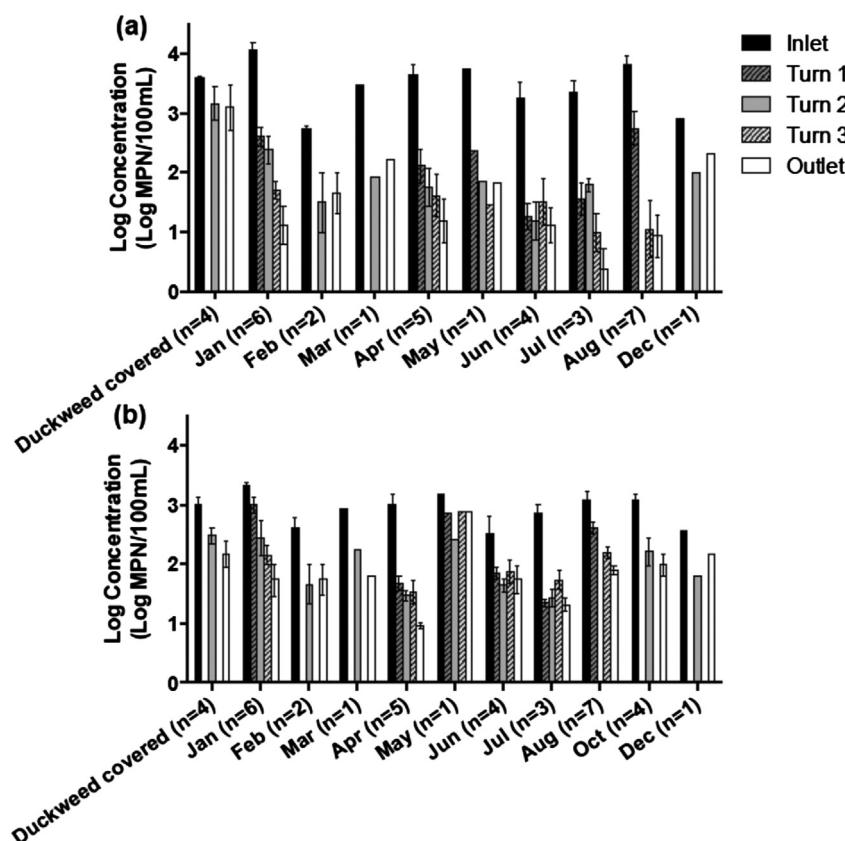 (a)
Log Concentration
(Log MPN/100mL)
4
3
2
1
0
Inlet
Turn 1
Turn 2
Turn 3
Outlet
Duckweed covered (n=4)
Jan (n=6)
Feb (n=2)
Mar (n=1)
Apr (n=5)
May (n=1)
Jun (n=4)
Jul (n=3)
Aug (n=7)
Dec (n=1)
(b)
Log Concentration
(Log MPN/100mL)
4
3
2
1
0
Duckweed covered (n=4)
Jan (n=6)
Feb (n=2)
Mar (n=1)
Apr (n=5)
May (n=1)
Jun (n=4)
Jul (n=3)
Aug (n=7)
Oct (n=4)
Dec (n=1)